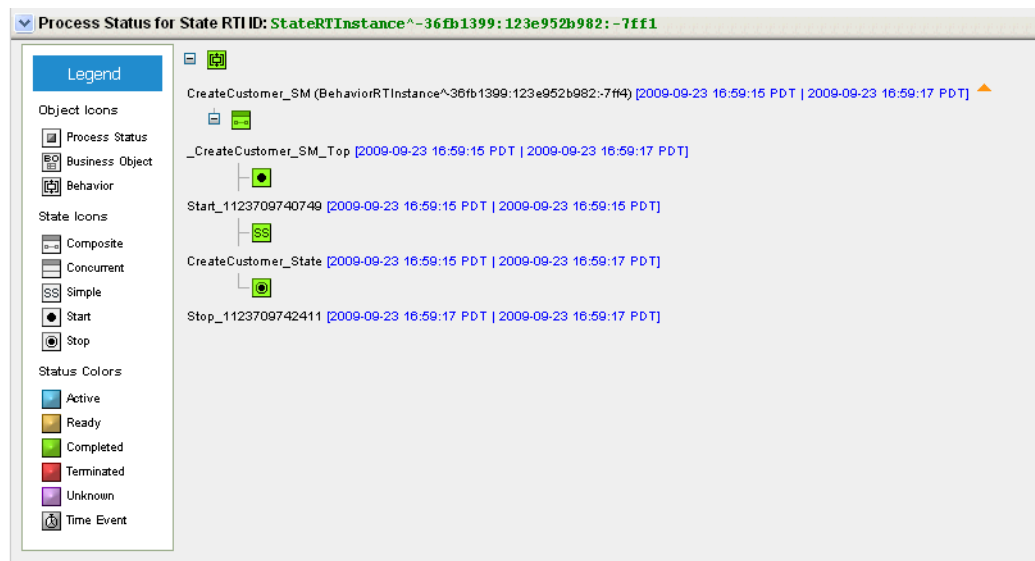 Process Status for State RTI ID: StateRTInstance^-36fb1399:123e952b982:-7ff1
Legend
Object Icons
Process Status
BO Business Object
Behavior
State Icons
Composite
Concurrent
SS Simple
Start
Stop
Status Colors
Active
Ready
Completed
Terminated
Unknown
Time Event
CreateCustomer_SM (BehaviorRTInstance^-36fb1399:123e952b982:-7ff4) [2009-09-23 16:59:15 PDT | 2009-09-23 16:59:17 PDT]
_CreateCustomer_SM_Top [2009-09-23 16:59:15 PDT | 2009-09-23 16:59:17 PDT]
Start_1123709740749 [2009-09-23 16:59:15 PDT | 2009-09-23 16:59:15 PDT]
SS
CreateCustomer_State [2009-09-23 16:59:15 PDT | 2009-09-23 16:59:17 PDT]
Stop_1123709742411 [2009-09-23 16:59:17 PDT | 2009-09-23 16:59:17 PDT]